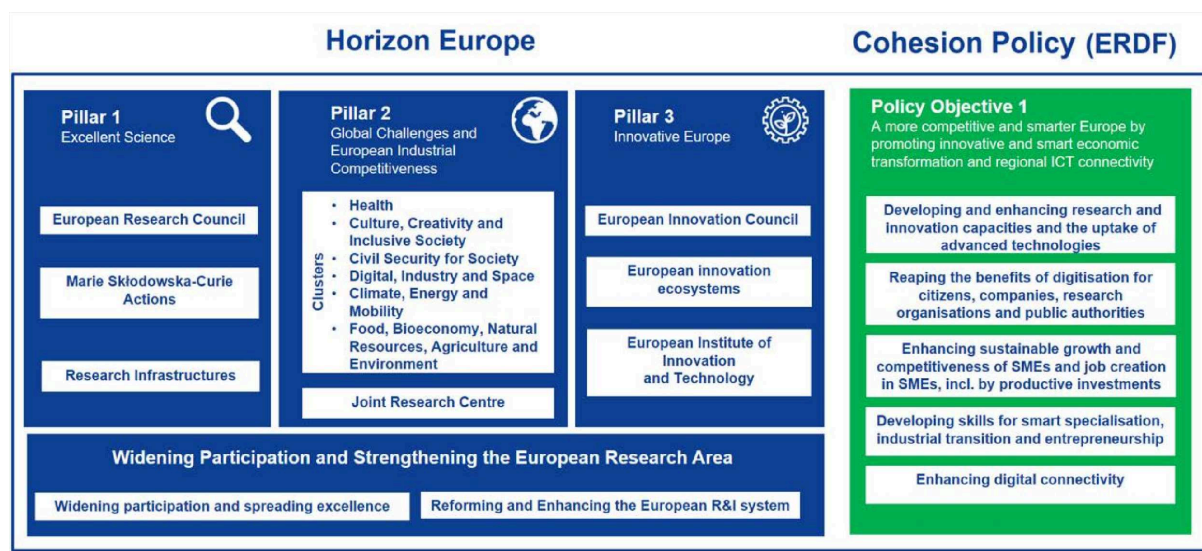 Horizon Europe
Cohesion Policy (ERDF)
Pillar 1
Excellent Science
European Research Council
Marie Skłodowska-Curie
Actions
Research Infrastructures
Pillar 2
Global Challenges and
European Industrial
Competitiveness
Clusters
• Health
• Culture, Creativity and
Inclusive Society
• Civil Security for Society
• Digital, Industry and Space
• Climate, Energy and
Mobility
• Food, Bioeconomy, Natural
Resources, Agriculture and
Environment
Joint Research Centre
Pillar 3
Innovative Europe
European Innovation Council
European innovation
ecosystems
European Institute of
Innovation
and Technology
Widening Participation and Strengthening the European Research Area
Widening participation and spreading excellence
Reforming and Enhancing the European R&I system
Policy Objective 1
A more competitive and smarter Europe by
promoting innovative and smart economic
transformation and regional ICT connectivity
Developing and enhancing research and
Innovation capacities and the uptake of
advanced technologies
Reaping the benefits of digitisation for
citizens, companies, research
organisations and public authorities
Enhancing sustainable growth and
competitiveness of SMEs and job creation
in SMEs, incl. by productive investments
Developing skills for smart specialisation,
industrial transition and entrepreneurship
Enhancing digital connectivity